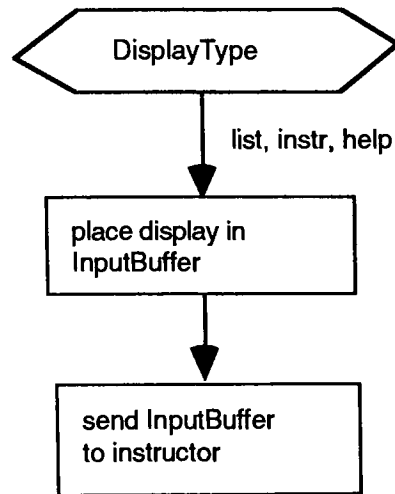 DisplayType
list, instr, help
place display in
InputBuffer
send InputBuffer
to instructor